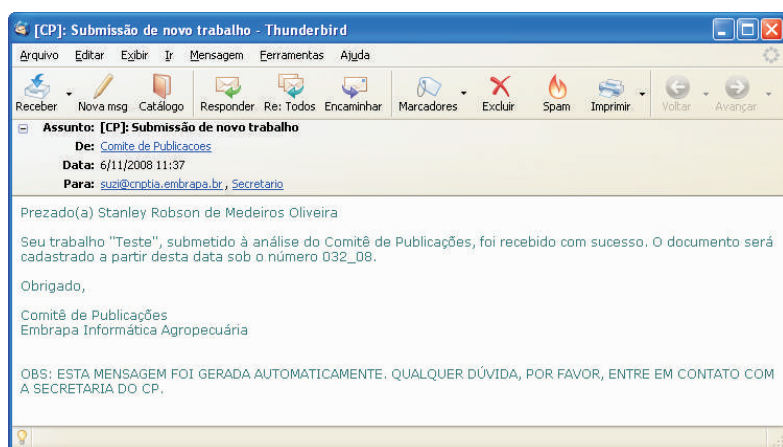 [CP]: Submissão de novo trabalho - Thunderbird
Arquivo Editar Exibir Ir Mensagem Ferramentas Ajuda
Receber Nova msg Catálogo Responder Re: Todos Encaminhar Marcadores Excluir Spam Imprimir Voltar Avançar
Assunto: [CP]: Submissão de novo trabalho
De: Comite de Publicacoes
Data: 6/11/2008 11:37
Para: suzi@cnptia.embrapa.br, Secretario
Prezado(a) Stanley Robson de Medeiros Oliveira
Seu trabalho "Teste", submetido à análise do Comitê de Publicações, foi recebido com sucesso. O documento será
cadastrado a partir desta data sob o número 032_08.
Obrigado,
Comitê de Publicações
Embrapa Informática Agropecuária
OBS: ESTA MENSAGEM FOI GERADA AUTOMATICAMENTE. QUALQUER DÚVIDA, POR FAVOR, ENTRE EM CONTATO COM
A SECRETARIA DO CP.